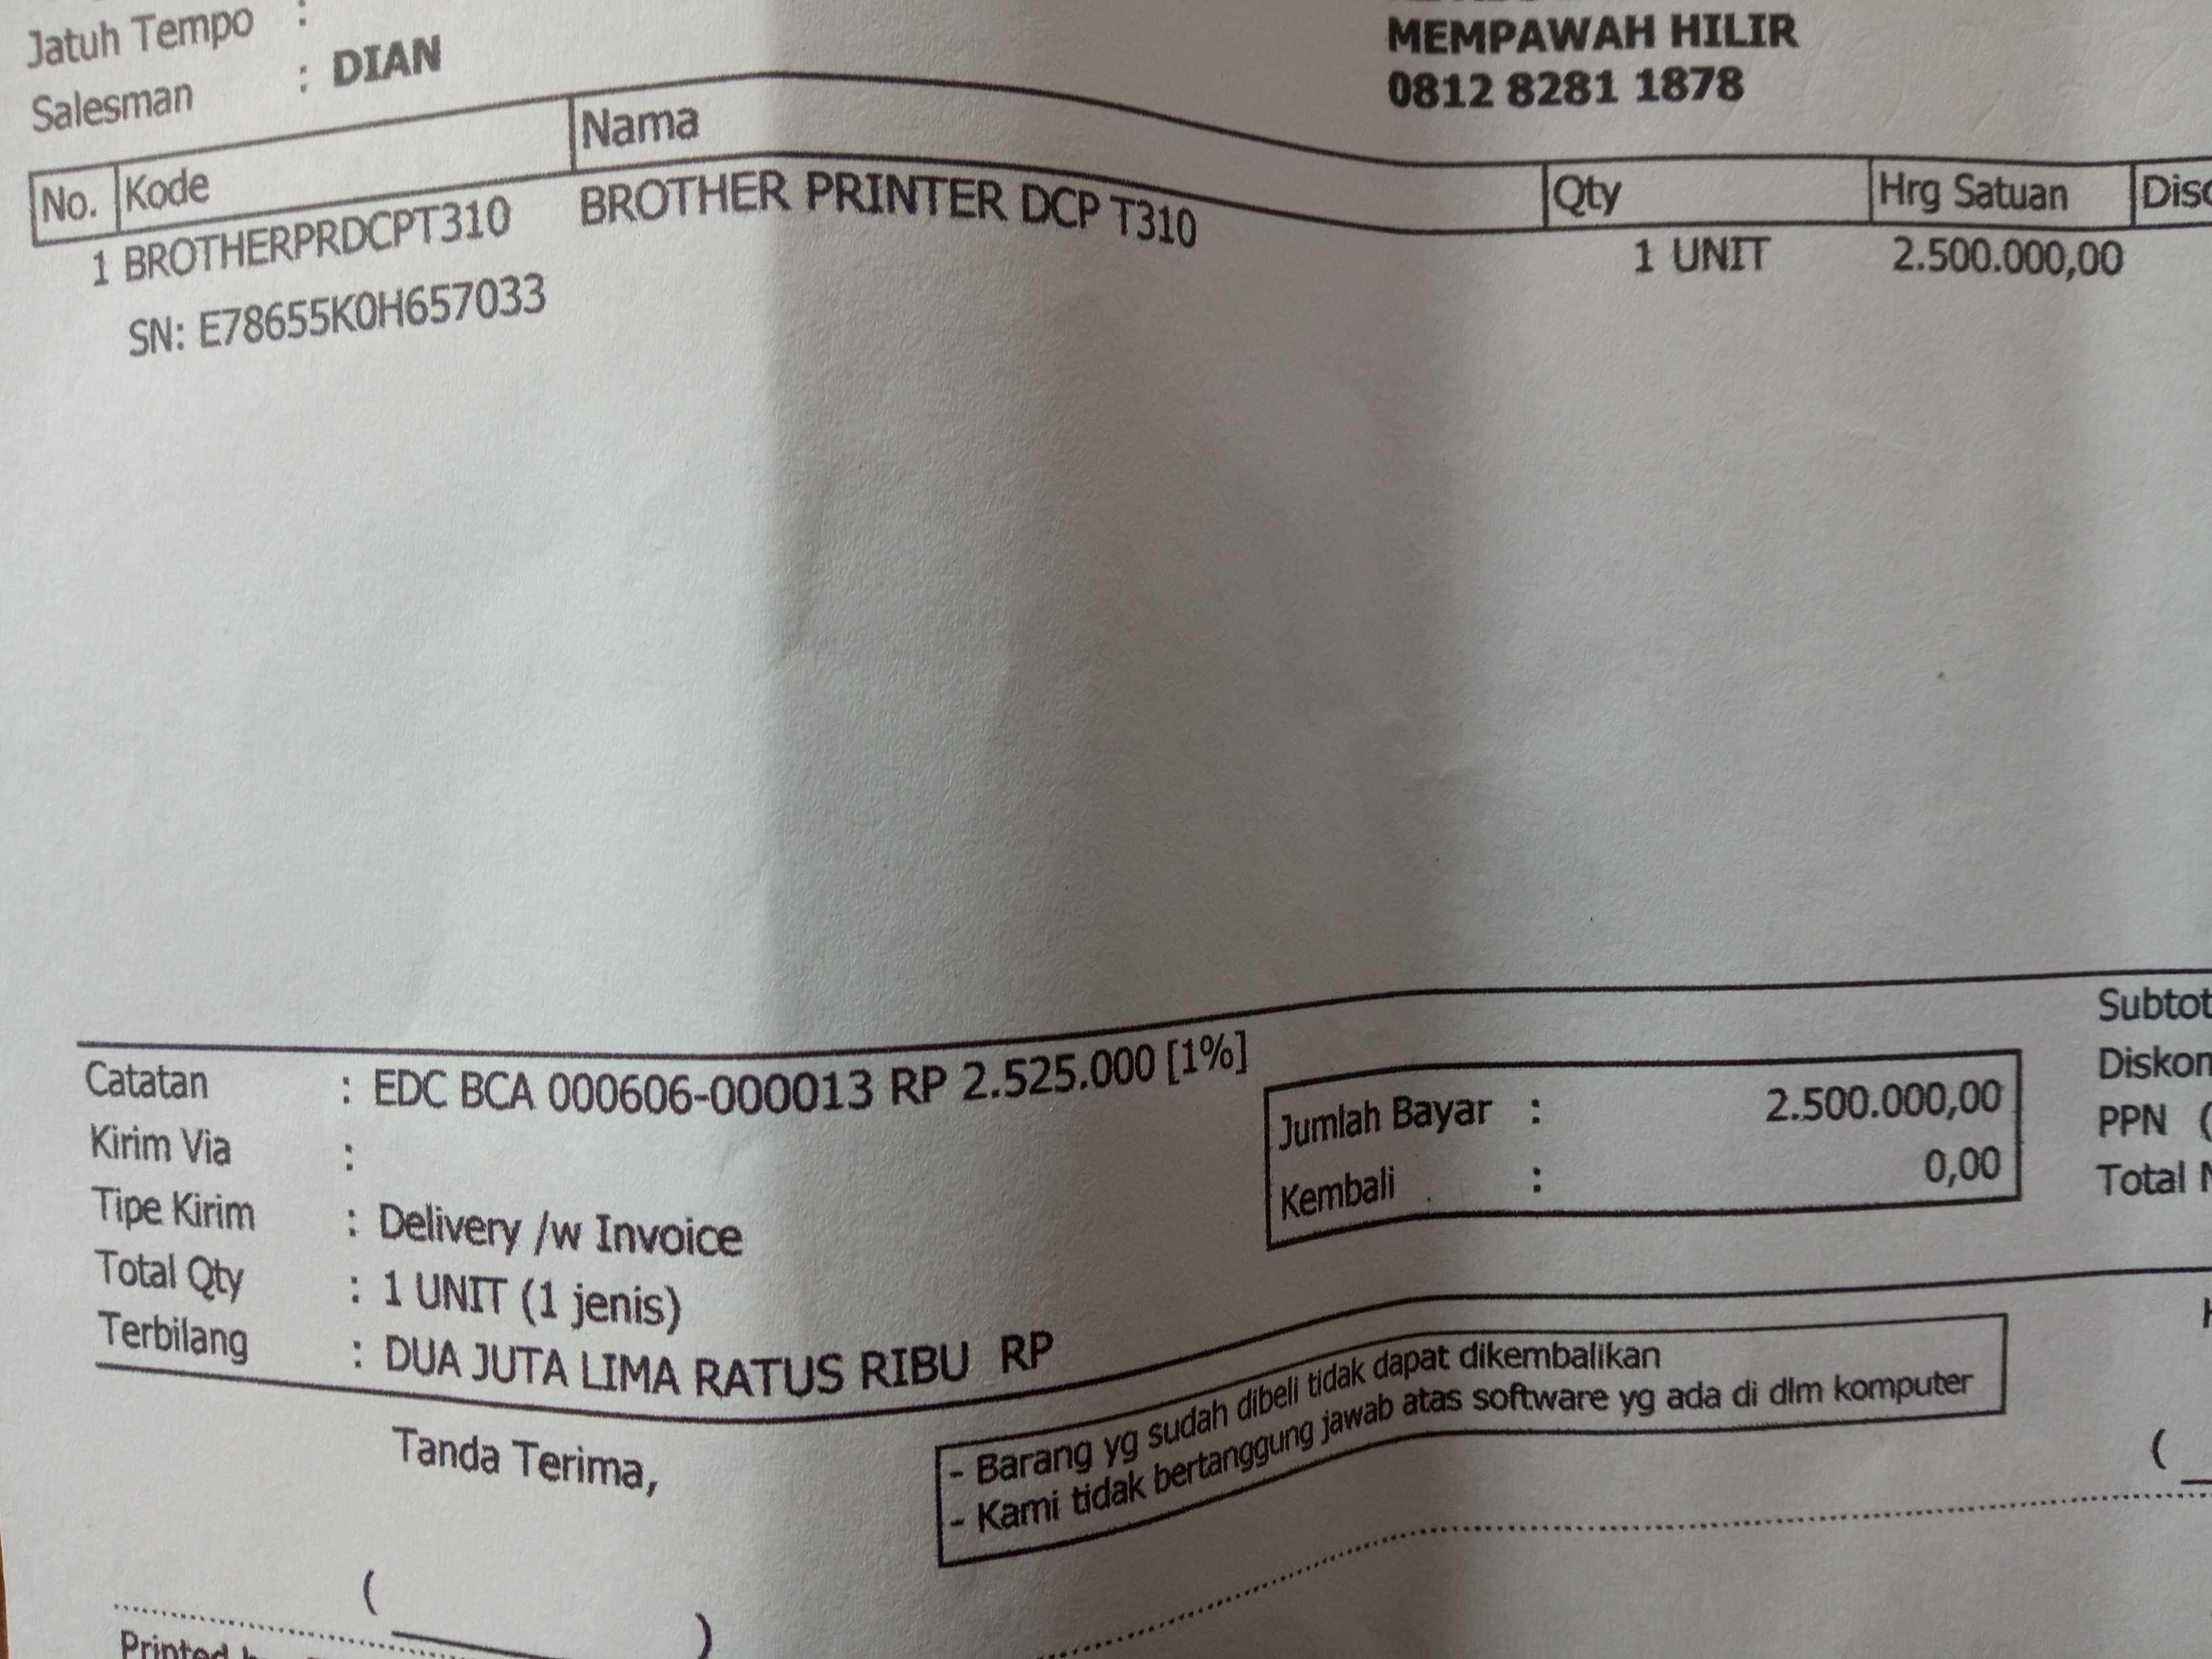 Jatuh Tempo :
Salesman : DIAN
MEMPAWAH HILIR
0812 8281 1878
No. Kode Nama Qty Hrg Satuan
1 BROTHERPRDCPT310 BROTHER PRINTER DCP T310 1 UNIT 2.500.000,00
SN: E78655K0H657033
Catatan : EDC BCA 000606-000013 RP 2.525.000 [1%]
Kirim Via :
Tipe Kirim : Delivery /w Invoice
Total Qty : 1 UNIT (1 jenis)
Terbilang : DUA JUTA LIMA RATUS RIBU RP
Jumlah Bayar : 2.500.000,00
Kembali : 0,00
Diskon
PPN (
Total
Tanda Terima,
- Barang yg sudah dibeli tidak dapat dikembalikan
- Kami tidak bertanggung jawab atas software yg ada di dlm komputer
( )
(
Printed